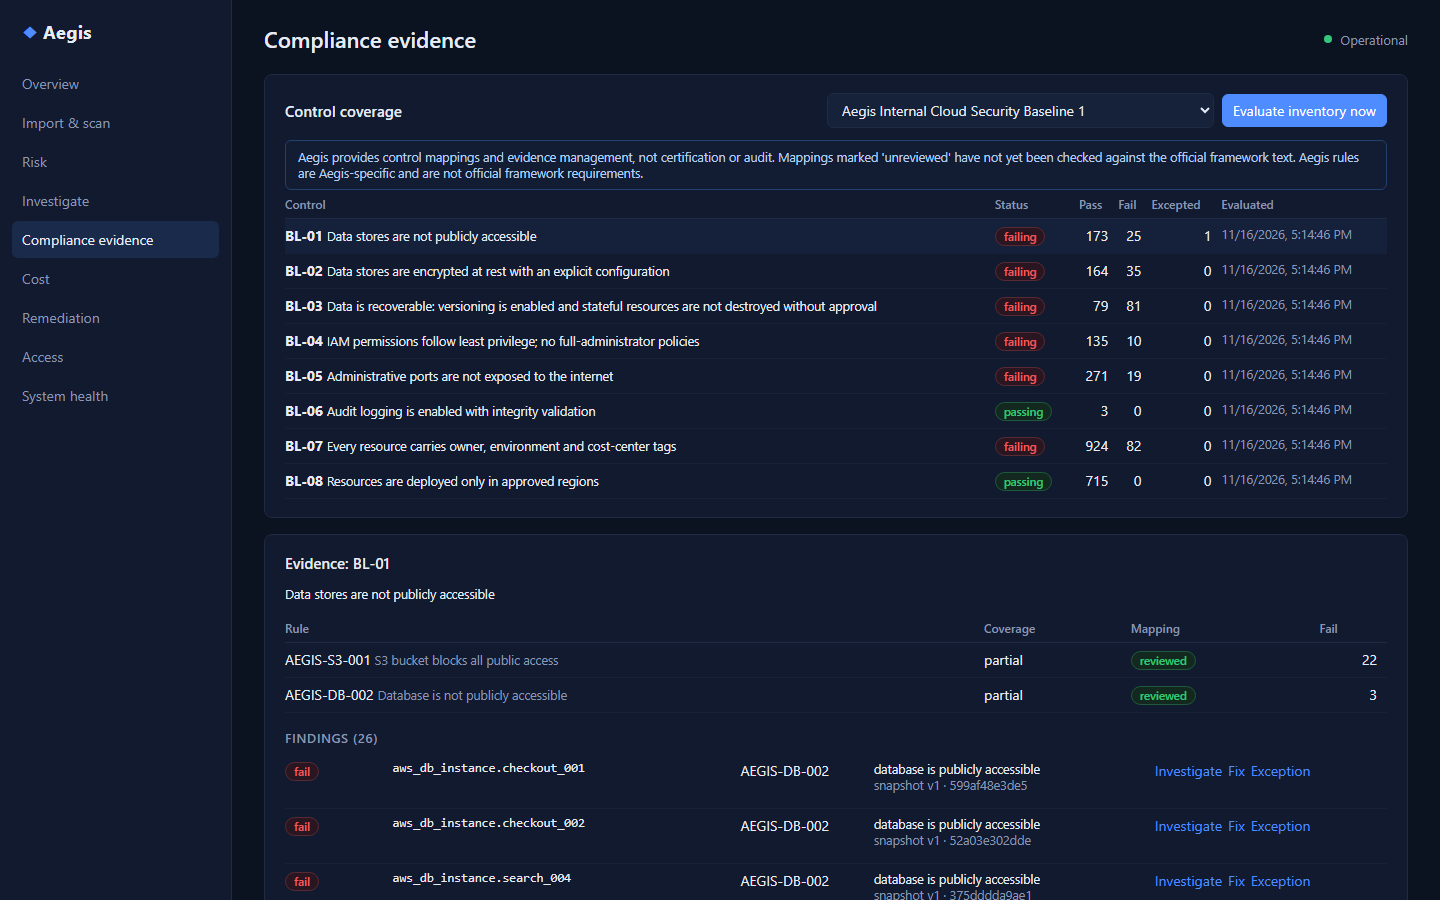 Aegis
Overview
Import & scan
Risk
Investigate
Compliance evidence
Cost
Remediation
Access
System health
Compliance evidence
Operational
Control coverage
Aegis Internal Cloud Security Baseline 1
Evaluate inventory now
Aegis provides control mappings and evidence management, not certification or audit. Mappings marked 'unreviewed' have not yet been checked against the official framework text. Aegis rules
are Aegis-specific and are not official framework requirements.
Control Status Pass Fail Excepted Evaluated
BL-01 Data stores are not publicly accessible failing 173 25 1 11/16/2026, 5:14:46 PM
BL-02 Data stores are encrypted at rest with an explicit configuration failing 164 35 0 11/16/2026, 5:14:46 PM
BL-03 Data is recoverable: versioning is enabled and stateful resources are not destroyed without approval failing 79 81 0 11/16/2026, 5:14:46 PM
BL-04 IAM permissions follow least privilege; no full-administrator policies failing 135 10 0 11/16/2026, 5:14:46 PM
BL-05 Administrative ports are not exposed to the internet failing 271 19 0 11/16/2026, 5:14:46 PM
BL-06 Audit logging is enabled with integrity validation passing 3 0 0 11/16/2026, 5:14:46 PM
BL-07 Every resource carries owner, environment and cost-center tags failing 924 82 0 11/16/2026, 5:14:46 PM
BL-08 Resources are deployed only in approved regions passing 715 0 0 11/16/2026, 5:14:46 PM
Evidence: BL-01
Data stores are not publicly accessible
Rule Coverage Mapping Fail
AEGIS-S3-001 S3 bucket blocks all public access partial reviewed 22
AEGIS-DB-002 Database is not publicly accessible partial reviewed 3
FINDINGS (26)
fail aws_db_instance.checkout_001 AEGIS-DB-002 database is publicly accessible Investigate Fix Exception
snapshot v1 · 599af48e3de5
fail aws_db_instance.checkout_002 AEGIS-DB-002 database is publicly accessible Investigate Fix Exception
snapshot v1 · 52a03e302dde
fail aws_db_instance.search_004 AEGIS-DB-002 database is publicly accessible Investigate Fix Exception
snapshot v1 · 375dddda9ae1